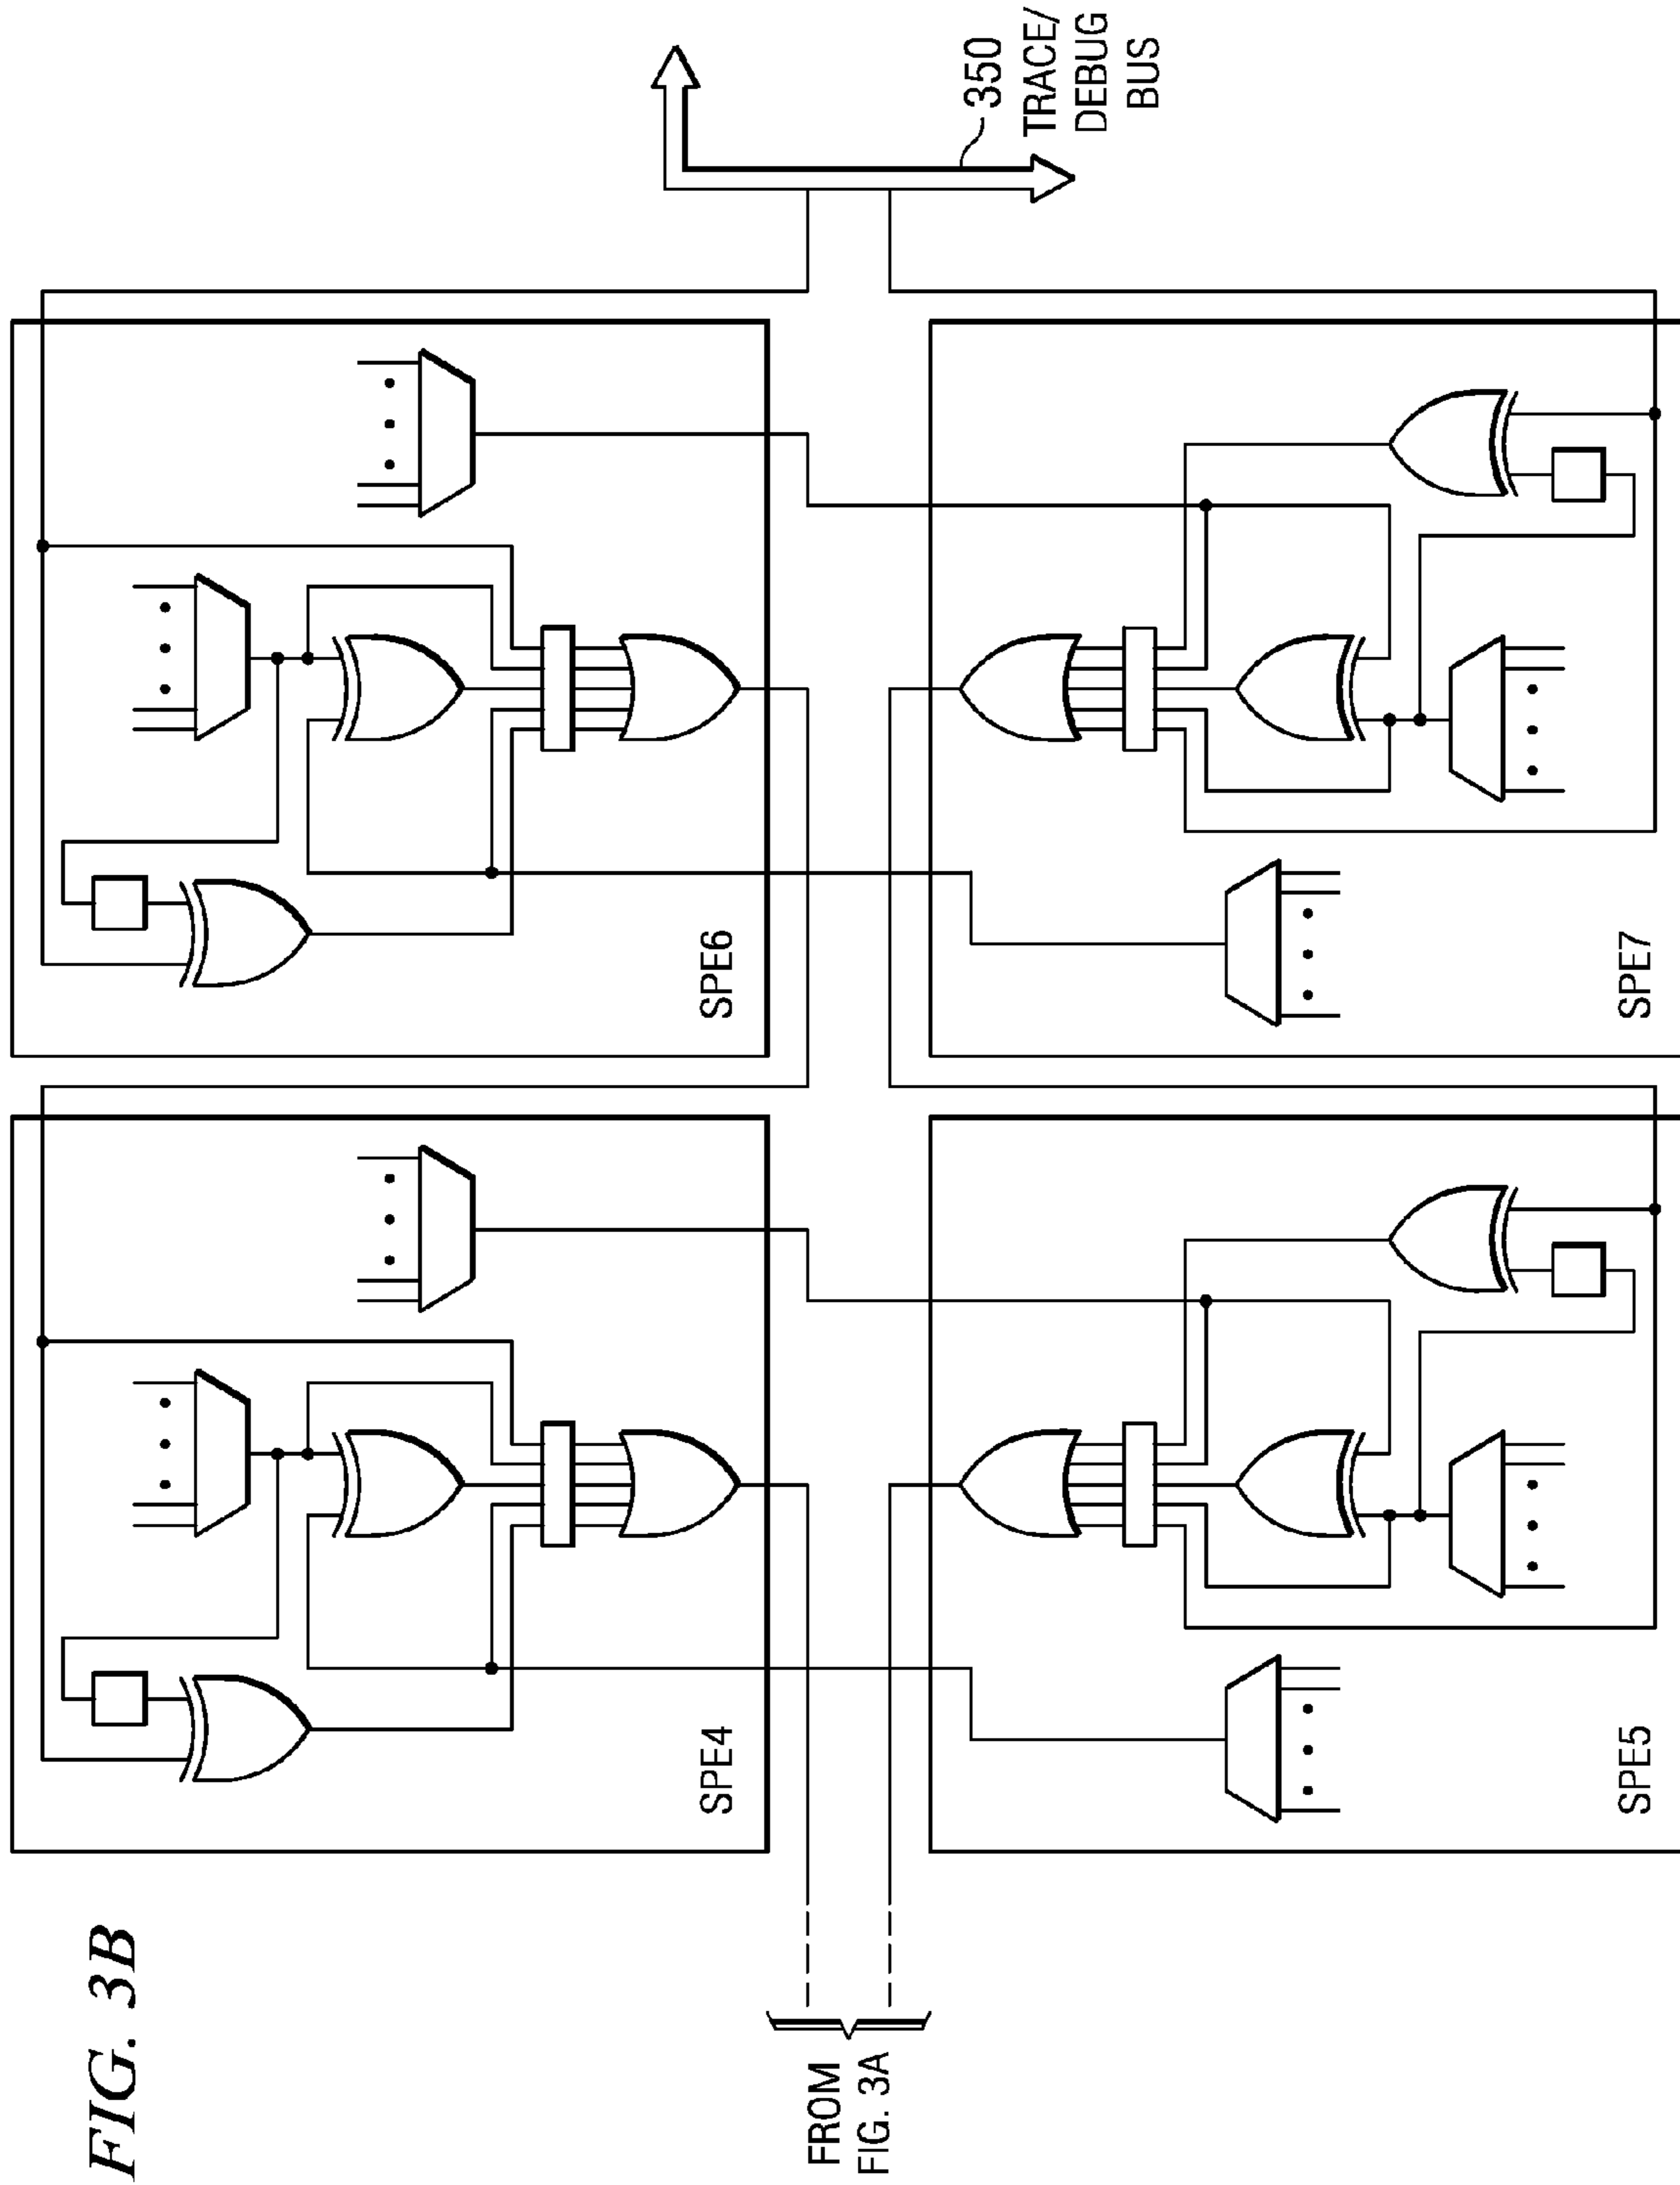 FIG. 3B
FROM
FIG. 3A
SPE4
SPE6
SPE5
SPE7
350
TRACE/
DEBUG
BUS